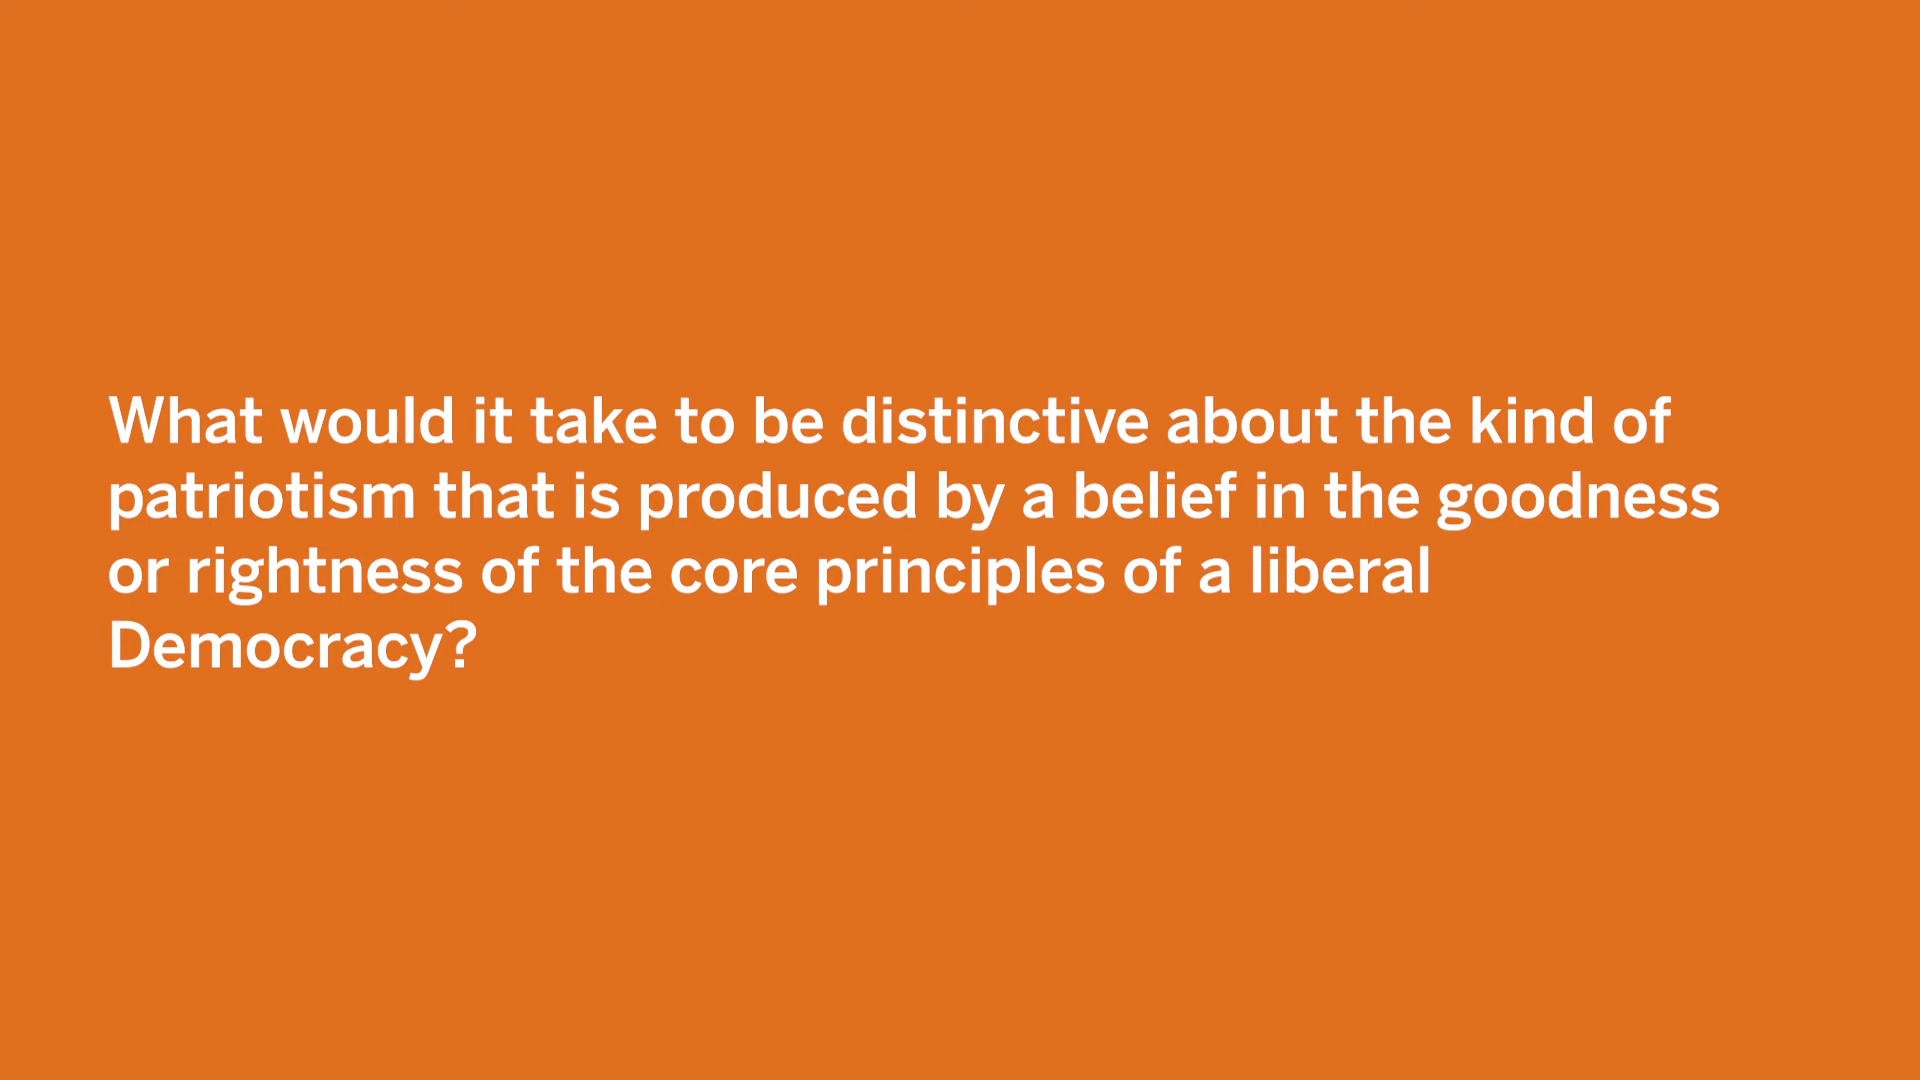 What would it take to be distinctive about the kind of
patriotism that is produced by a belief in the goodness
or rightness of the core principles of a liberal
Democracy?